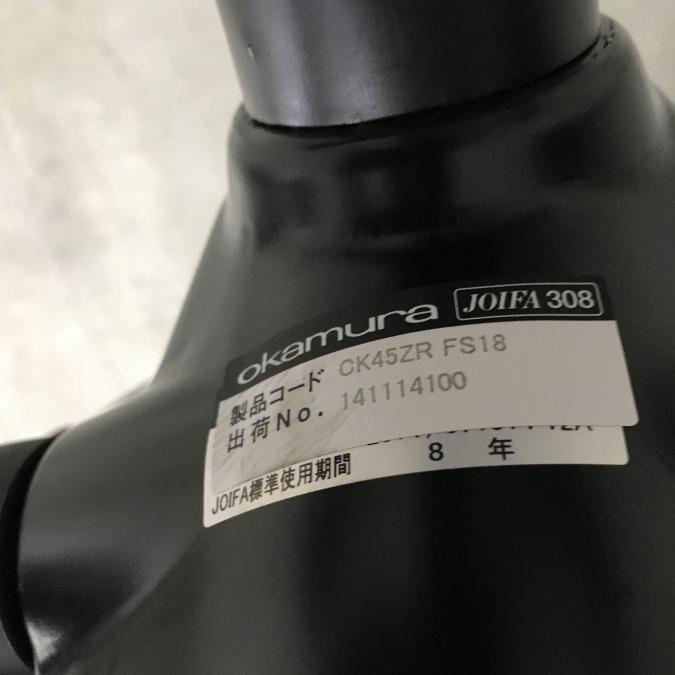 okamura JOIFA 308
製品コード CK45ZR FS18
出荷No. 141114100
JOIFA標準使用期間 8 年